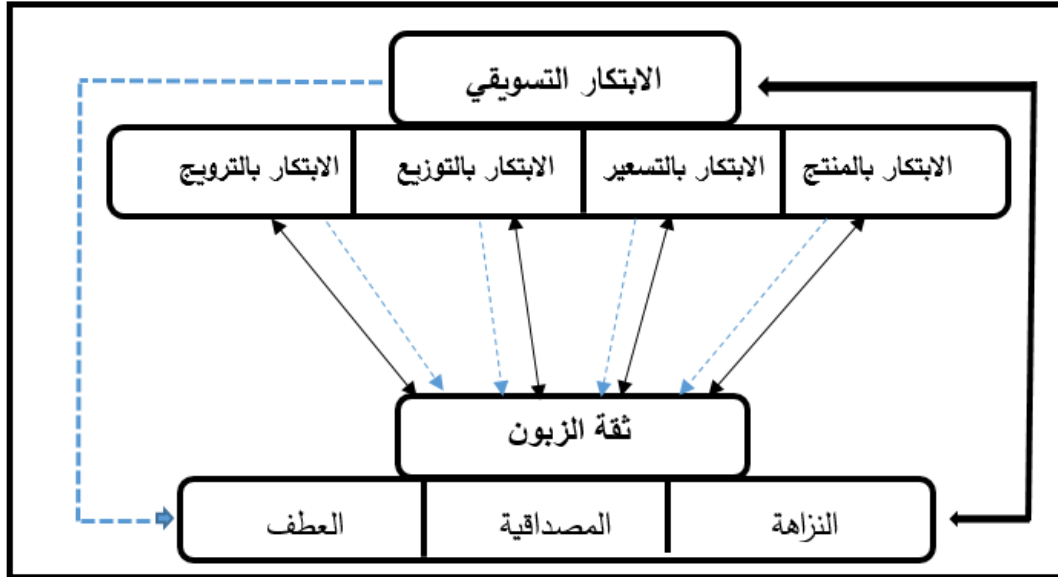 الابتكار التسويقي
الابتكار بالمنتج
الابتكار بالتسعير
الابتكار بالتوزيع
الابتكار بالترويج
ثقة الزبون
النزاهة
المصداقية
العطف